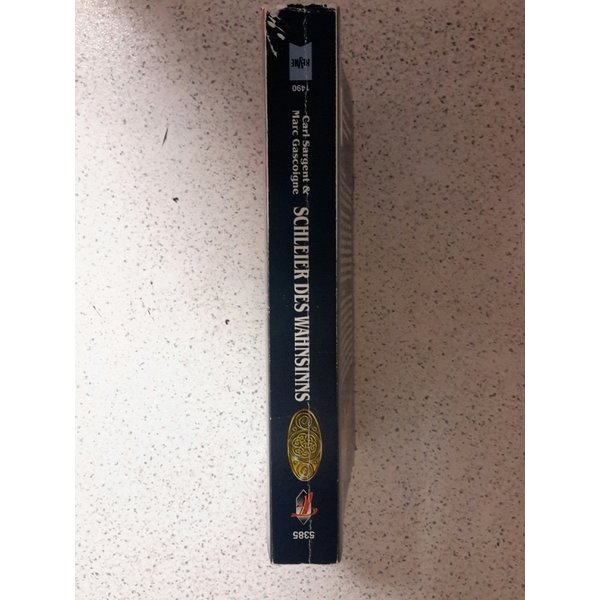 HEYNE
1490
Carl Sargent &
Marc Gascoigne
SCHLEIER DES WAHNSINNS
5385